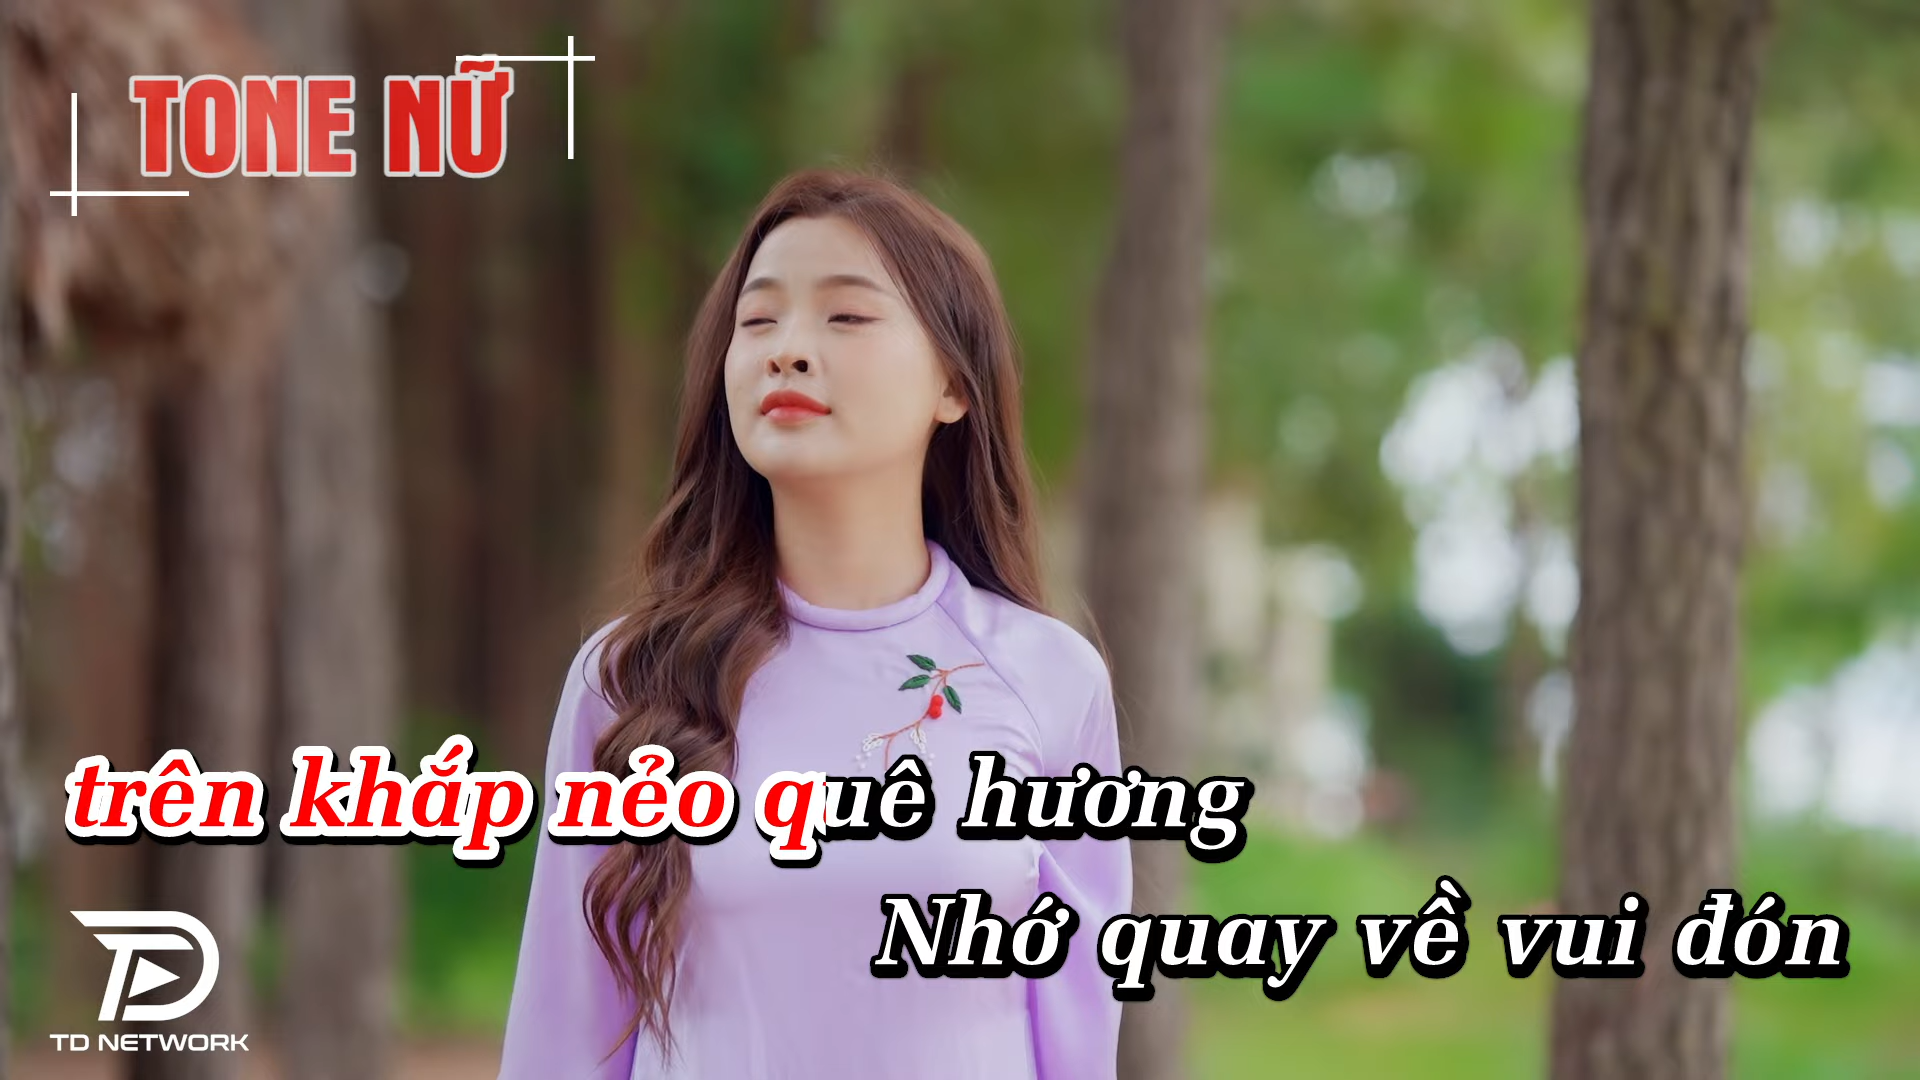 TONE NỮ
trên khắp nẻo quê hương
Nhớ quay về vui đón
TD NETWORK